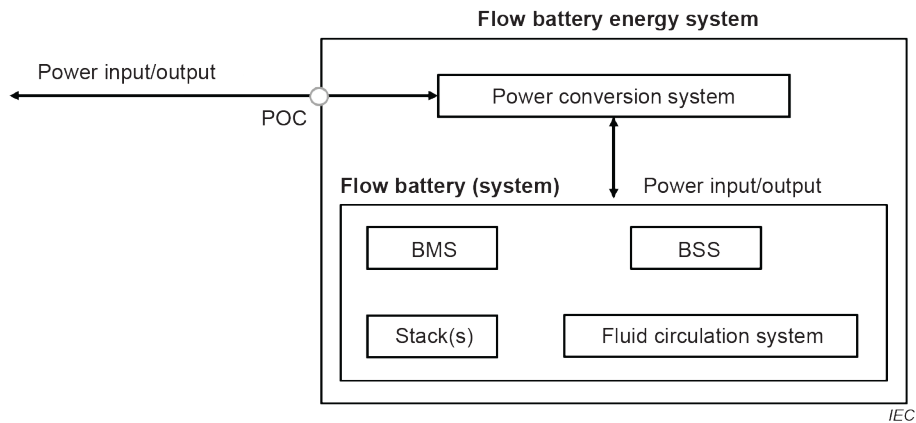 Flow battery energy system
Power input/output
POC
Power conversion system
Flow battery (system)
Power input/output
BMS
BSS
Stack(s)
Fluid circulation system
IEC